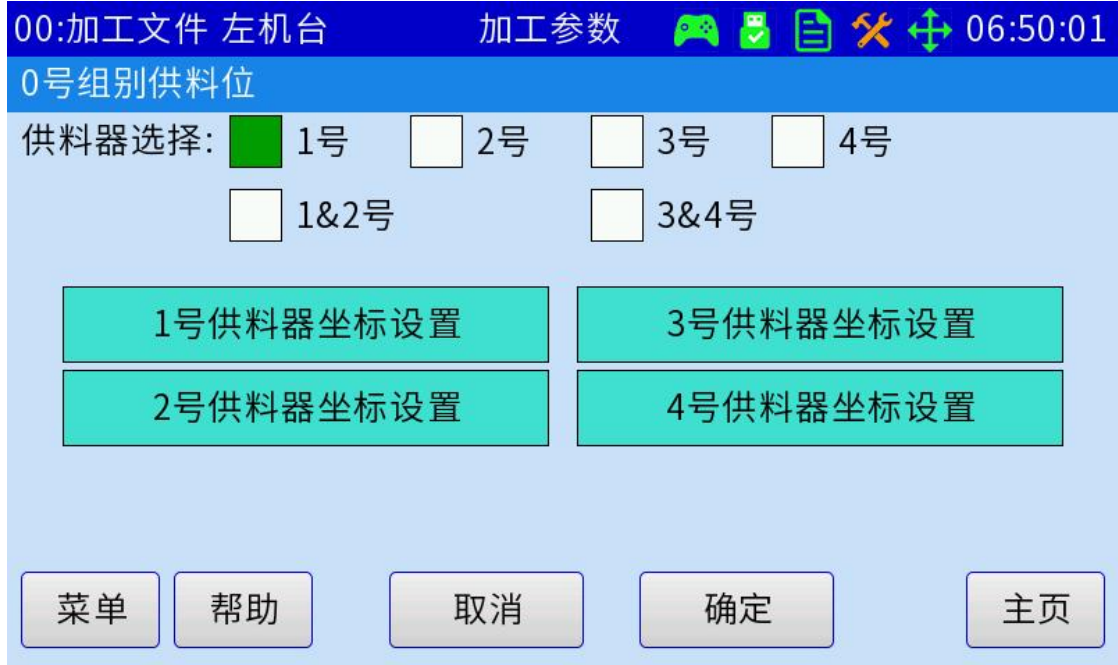 00:加工文件 左机台 加工参数 06:50:01
0号组别供料位
供料器选择: 1号 2号 3号 4号
1&2号 3&4号
1号供料器坐标设置 3号供料器坐标设置
2号供料器坐标设置 4号供料器坐标设置
菜单 帮助 取消 确定 主页